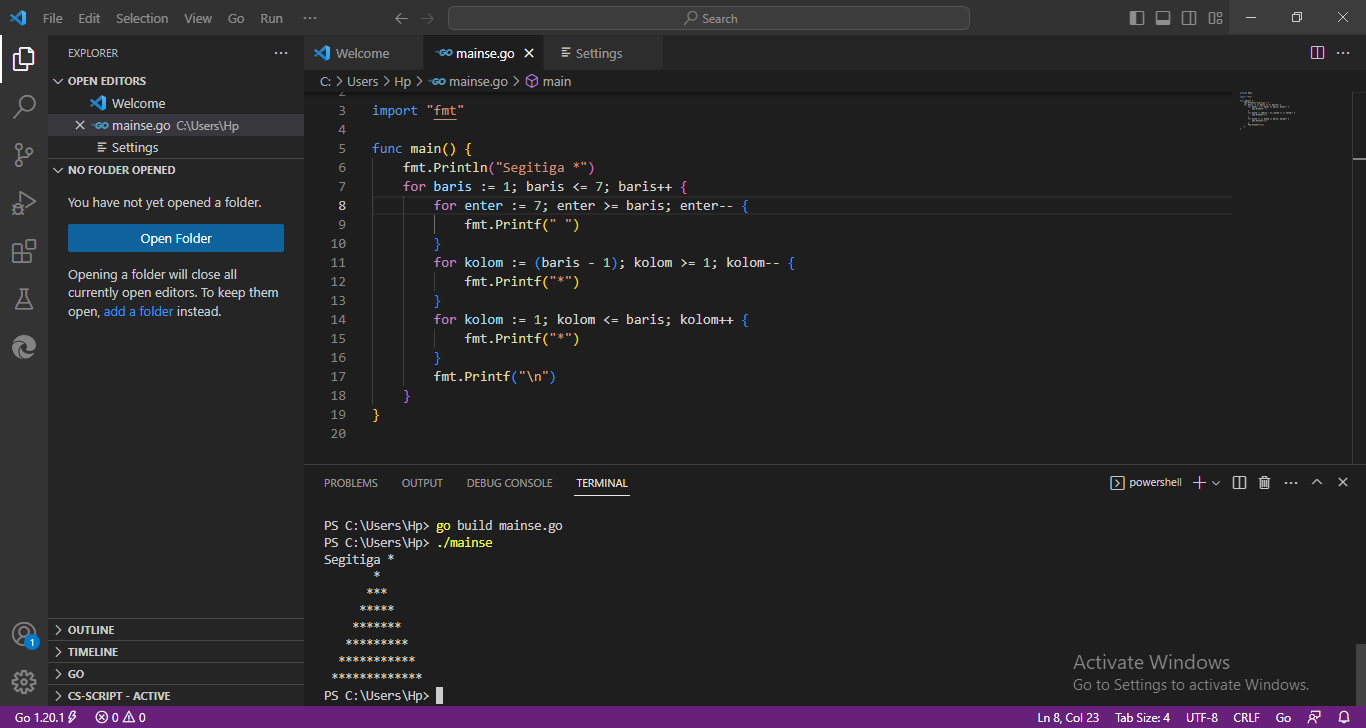 File Edit Selection View Go Run ···
Search
EXPLORER ···
OPEN EDITORS
Welcome
mainse.go C:\Users\Hp
Settings
NO FOLDER OPENED
You have not yet opened a folder.
Open Folder
Opening a folder will close all
currently open editors. To keep them
open, add a folder instead.
OUTLINE
TIMELINE
GO
CS-SCRIPT - ACTIVE
1
Welcome GO mainse.go Settings
C: > Users > Hp > GO mainse.go > main
3 import "fmt"
4
5 func main() {
6     fmt.Println("Segitiga *")
7     for baris := 1; baris <= 7; baris++ {
8         for enter := 7; enter >= baris; enter-- {
9             fmt.Printf(" ")
10         }
11         for kolom := (baris - 1); kolom >= 1; kolom-- {
12             fmt.Printf("*")
13         }
14         for kolom := 1; kolom <= baris; kolom++ {
15             fmt.Printf("*")
16         }
17         fmt.Printf("\n")
18     }
19 }
20
PROBLEMS OUTPUT DEBUG CONSOLE TERMINAL
powershell
PS C:\Users\Hp> go build mainse.go
PS C:\Users\Hp> ./mainse
Segitiga *
       *
      ***
     *****
    *******
   *********
  ***********
 *************
PS C:\Users\Hp>
Activate Windows
Go to Settings to activate Windows.
Go 1.20.1 0 0 Ln 8, Col 23 Tab Size: 4 UTF-8 CRLF Go